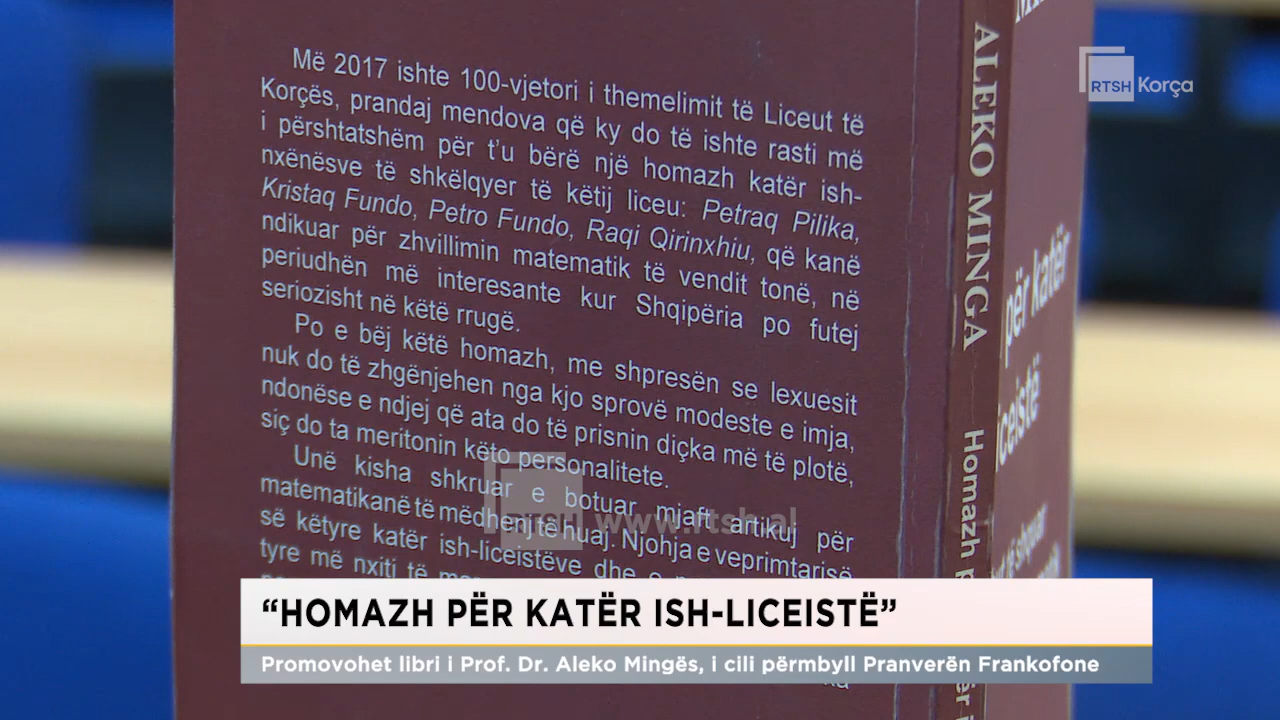 Më 2017 ishte 100-vjetori i themelimit të Liceut të
Korçës, prandaj mendova që ky do të ishte rasti më
i përshtatshëm për t'u bërë një homazh katër ish-
nxënësve të shkëlqyer të këtij liceu: Petraq Pilika,
Kristaq Fundo, Petro Fundo, Raqi Qirinxhiu, që kanë
ndikuar për zhvillimin matematik të vendit tonë, në
periudhën më interesante kur Shqipëria po futej
seriozisht në këtë rrugë.
Po e bëj këtë homazh, me shpresën se lexuesit
nuk do të zhgënjehen nga kjo sprovë modeste e imja,
ndonëse e ndjej që ata do të prisnin diçka më të plotë,
siç do ta meritonin këto personalitete.
Unë kisha shkruar e botuar mjaft artikuj për
matematikanë të mëdhenj të huaj. Njohja e veprimtarisë
së këtyre katër ish-liceistëve dhe e
tyre më nxiti të
ALEKO MINGA
Homazh
për katër
liceistë
RTSH Korça
RTSH www.rtsh.al
“HOMAZH PËR KATËR ISH-LICEISTË”
Promovohet libri i Prof. Dr. Aleko Mingës, i cili përmbyll Pranverën Frankofone